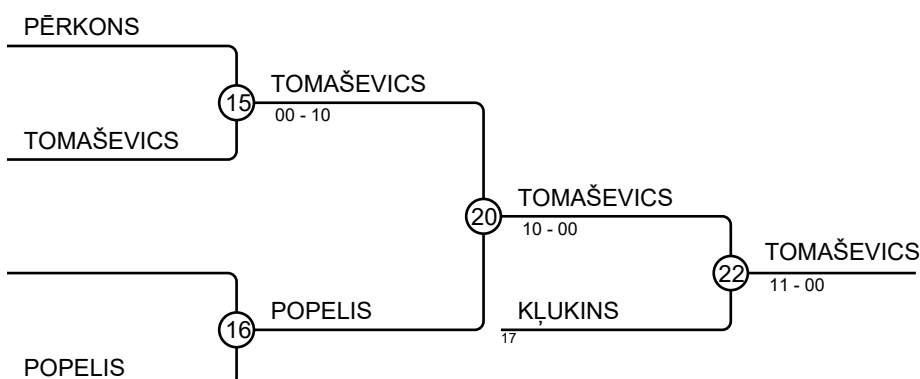 PĒRKONS
15
TOMAŠEVICS
00 - 10
TOMAŠEVICS
20
TOMAŠEVICS
10 - 00
22
TOMAŠEVICS
11 - 00
16
POPELIS
KĻUKINS
17
POPELIS